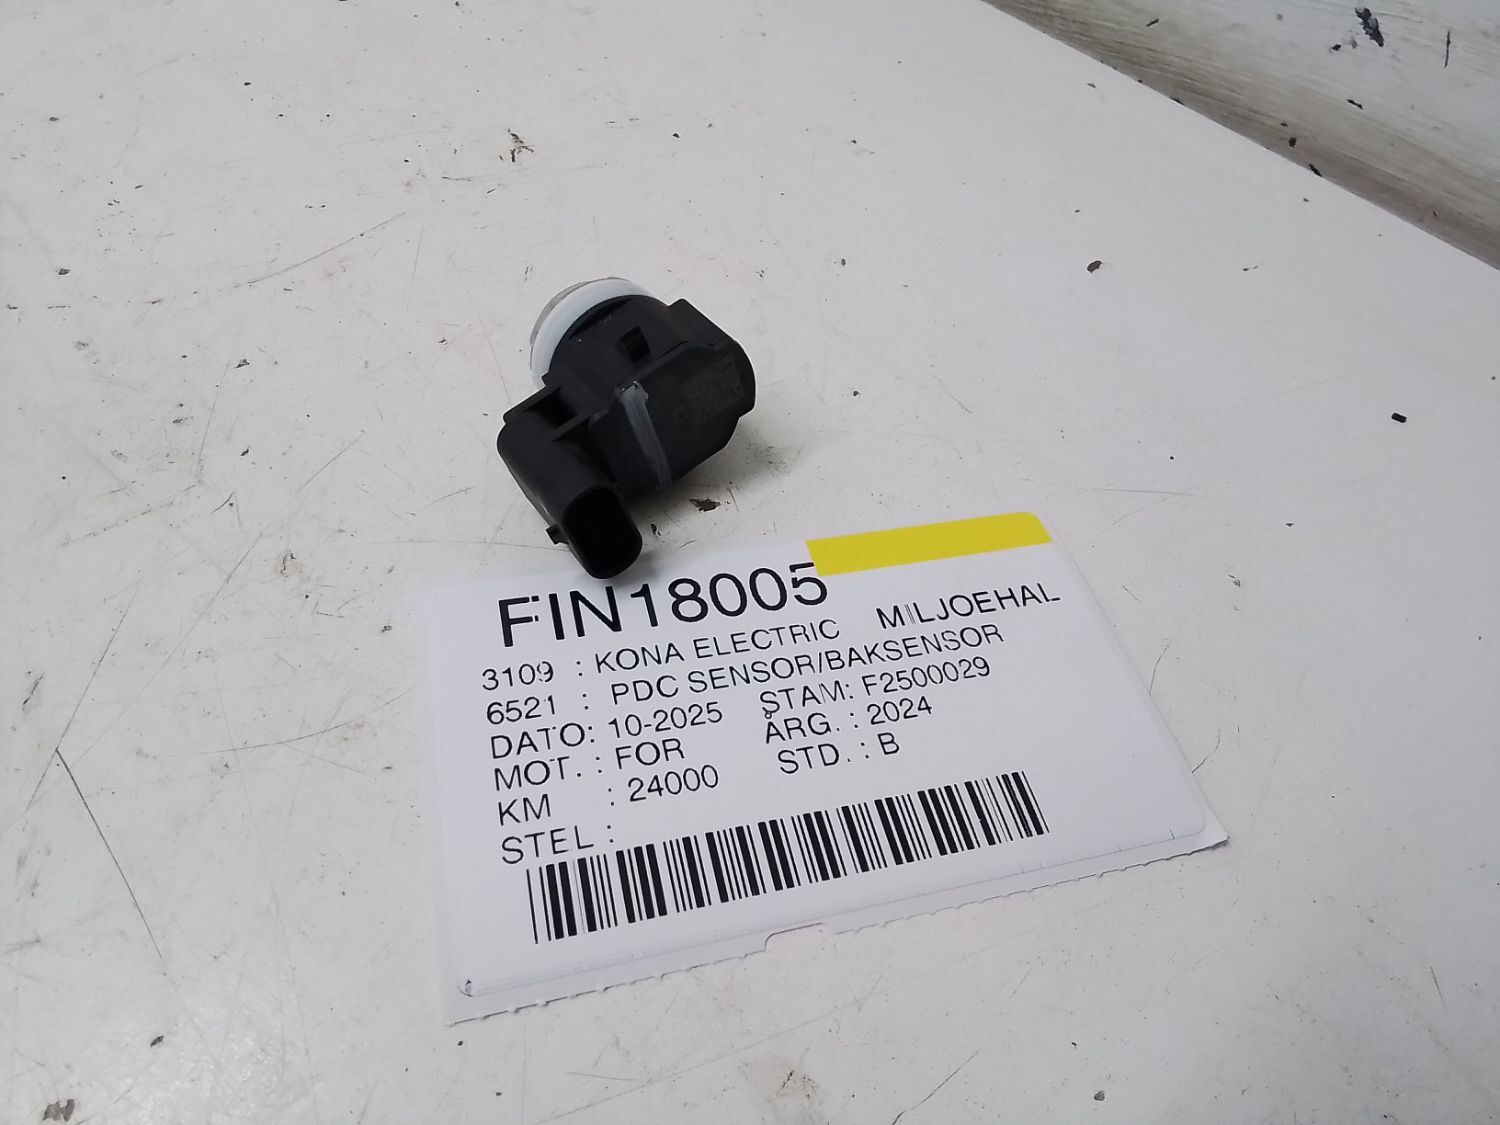 FIN18005
3109 : KONA ELECTRIC MILJOEHAL
6521 : PDC SENSOR/BAKSENSOR
DATO: 10-2025 STAM: F2500029
MOT. : FOR ÅRG. : 2024
KM : 24000 STD. : B
STEL :